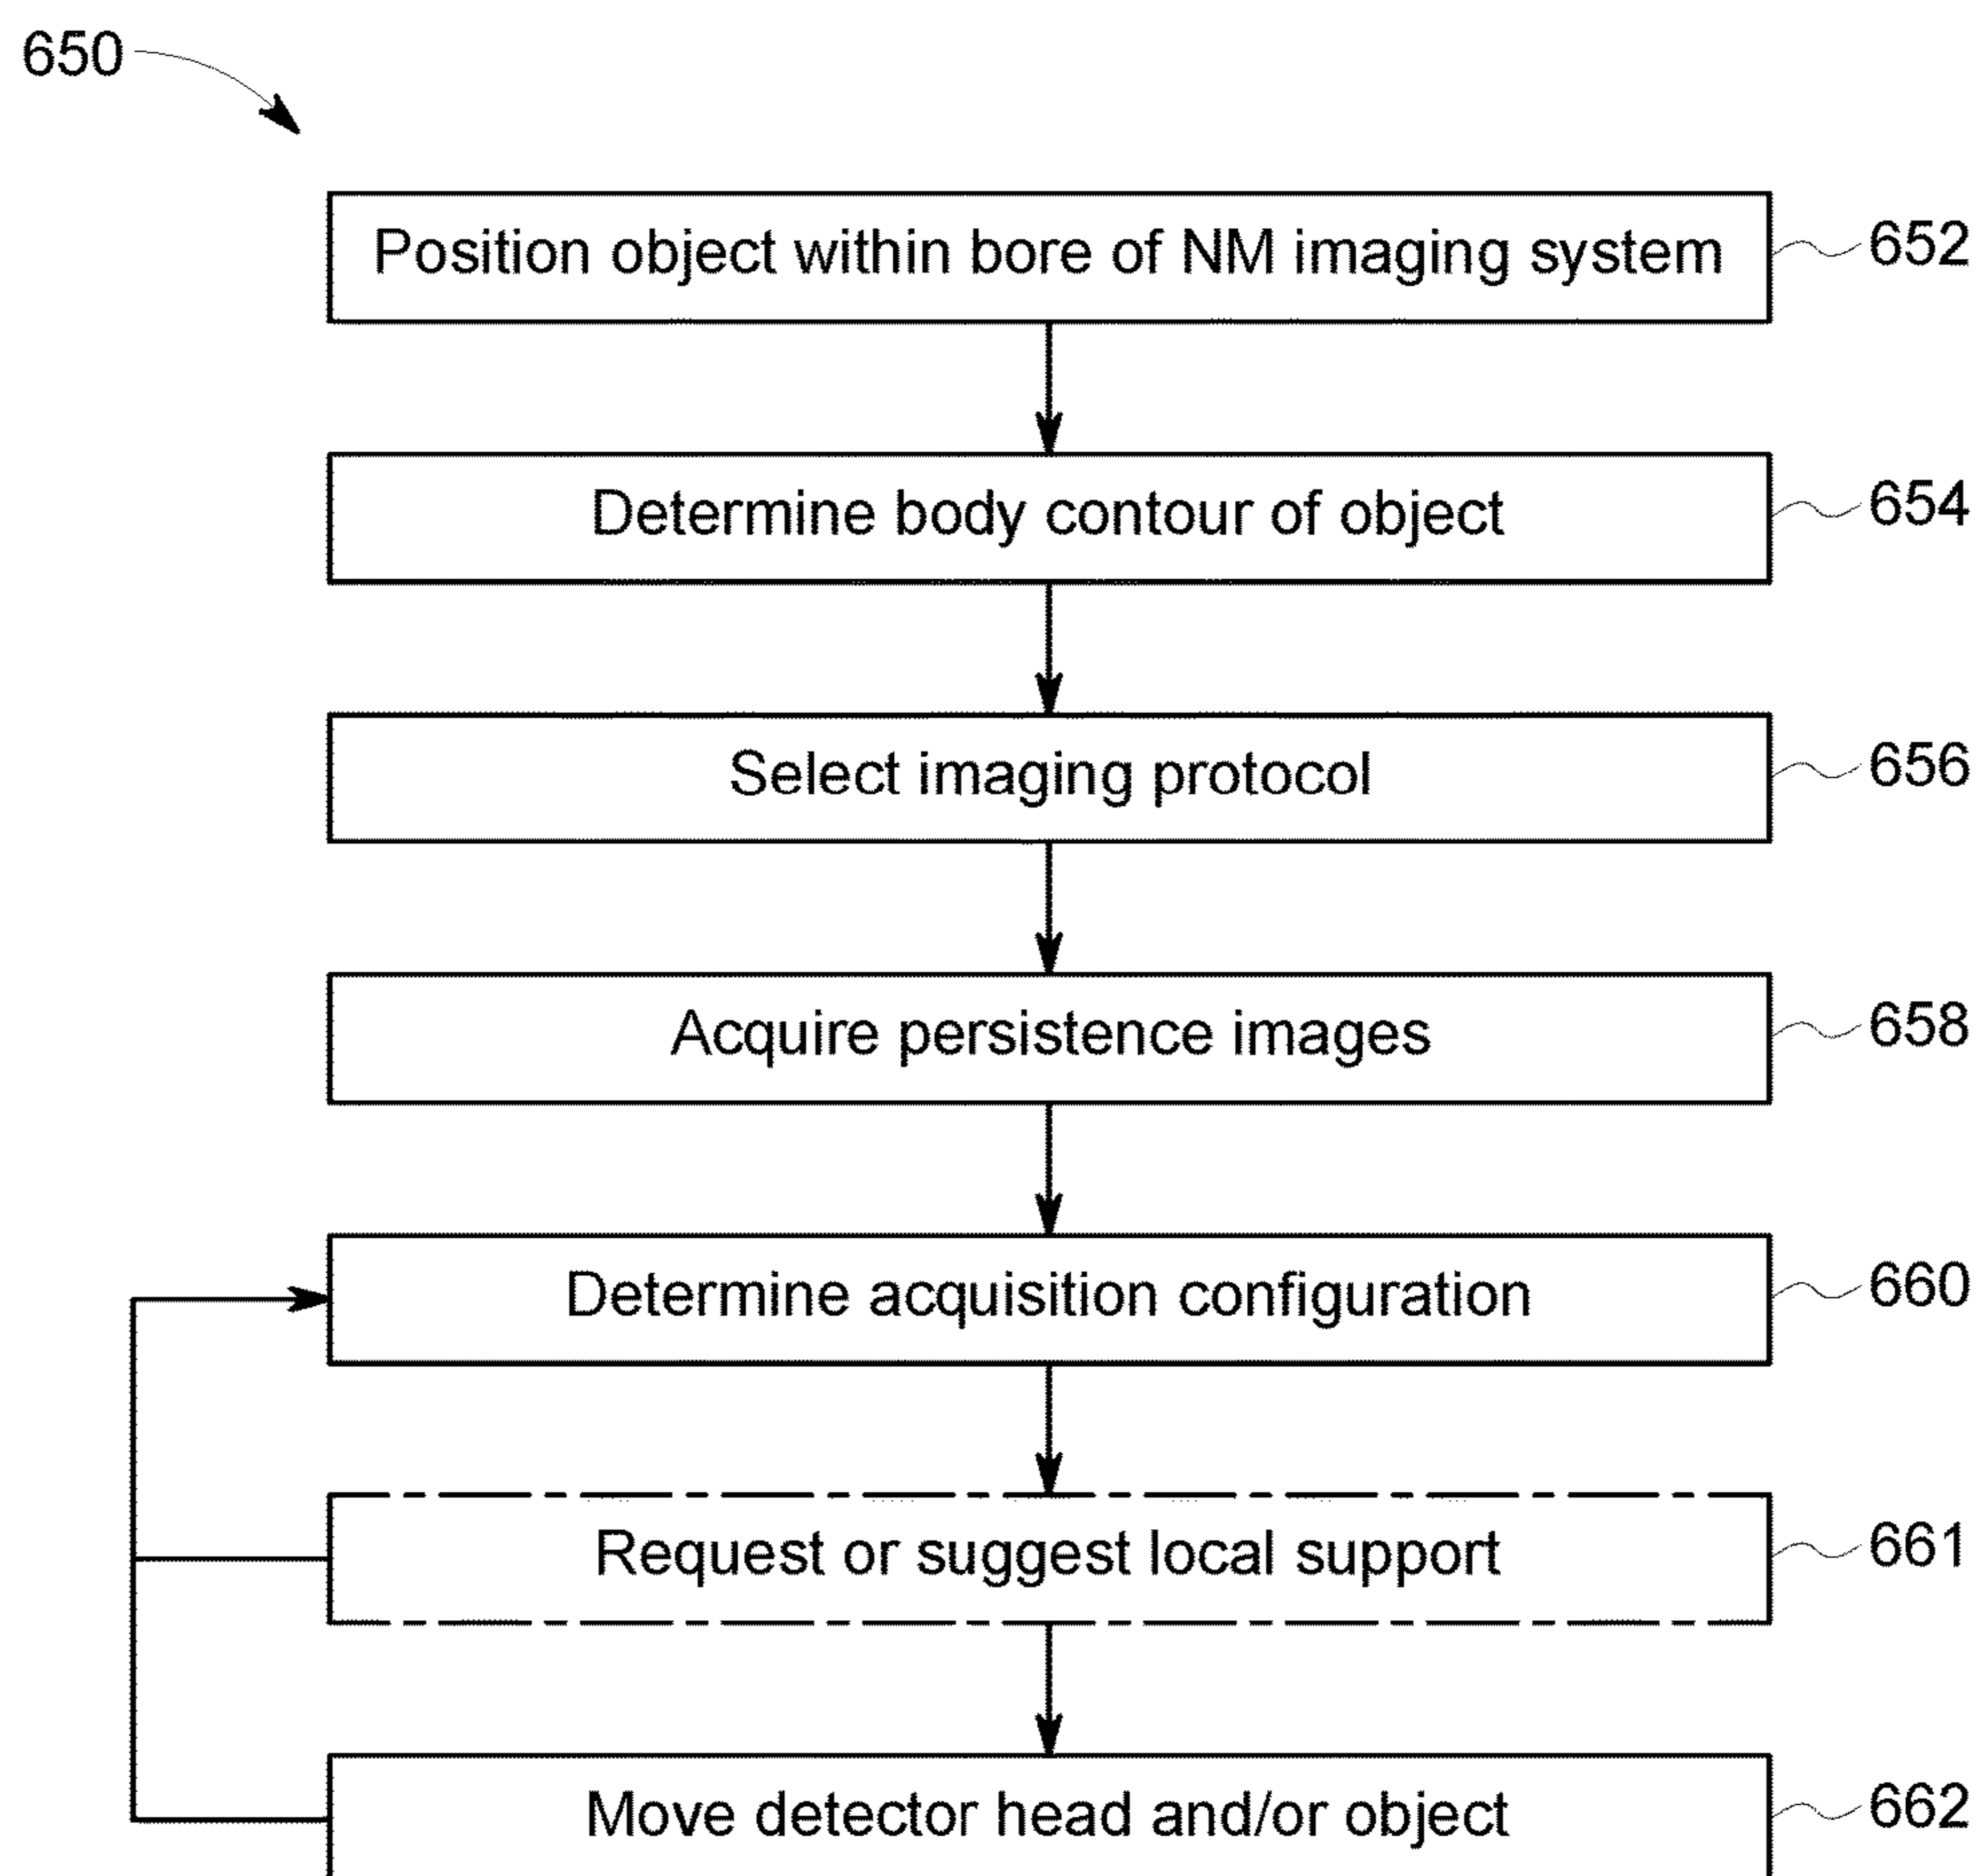 650
Position object within bore of NM imaging system 652
Determine body contour of object 654
Select imaging protocol 656
Acquire persistence images 658
Determine acquisition configuration 660
Request or suggest local support 661
Move detector head and/or object 662